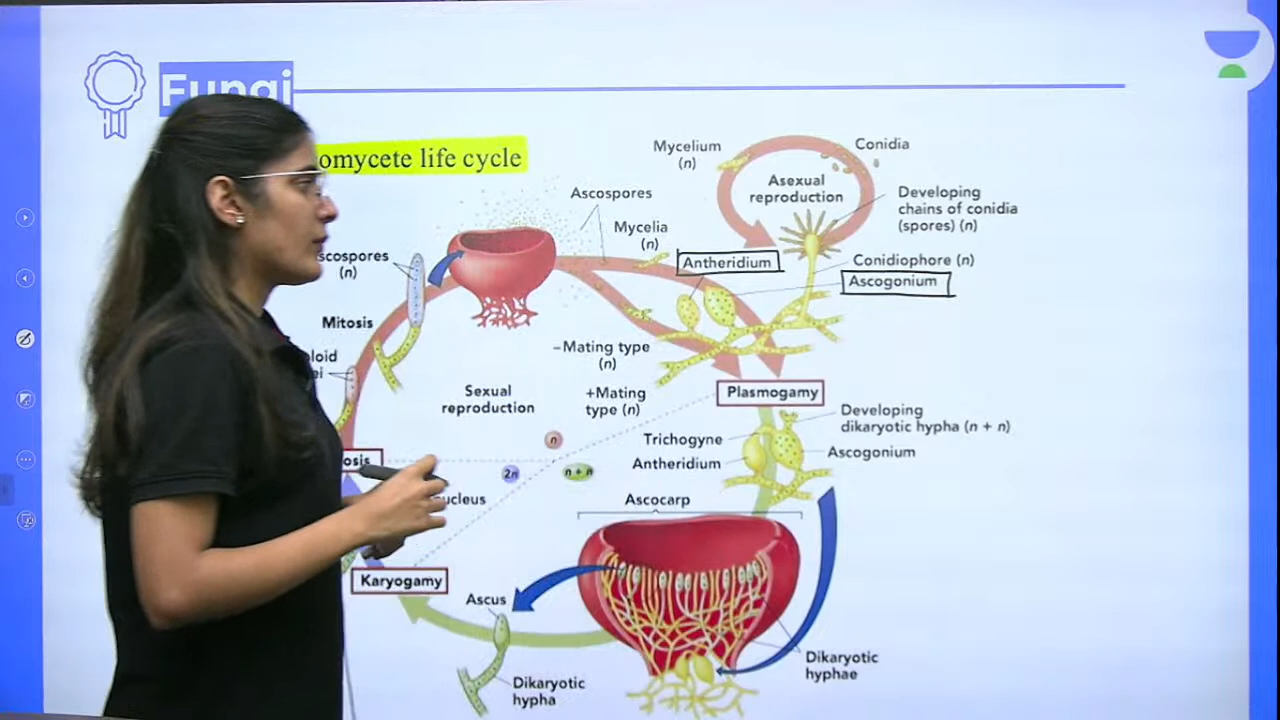 Fungi
omycete life cycle
Mycelium
(n)
Conidia
Asexual
reproduction
Ascospores
Developing
chains of conidia
(spores) (n)
Mycelia
(n)
Antheridium
Conidiophore (n)
Ascogonium
scospores
(n)
Mitosis
–Mating type
(n)
loid
ei
Sexual
reproduction
+Mating
type (n)
Plasmogamy
Developing
dikaryotic hypha (n + n)
Trichogyne
n
Ascogonium
osis
Antheridium
2n
n + n
ucleus
Ascocarp
Karyogamy
Ascus
Dikaryotic
hyphae
Dikaryotic
hypha